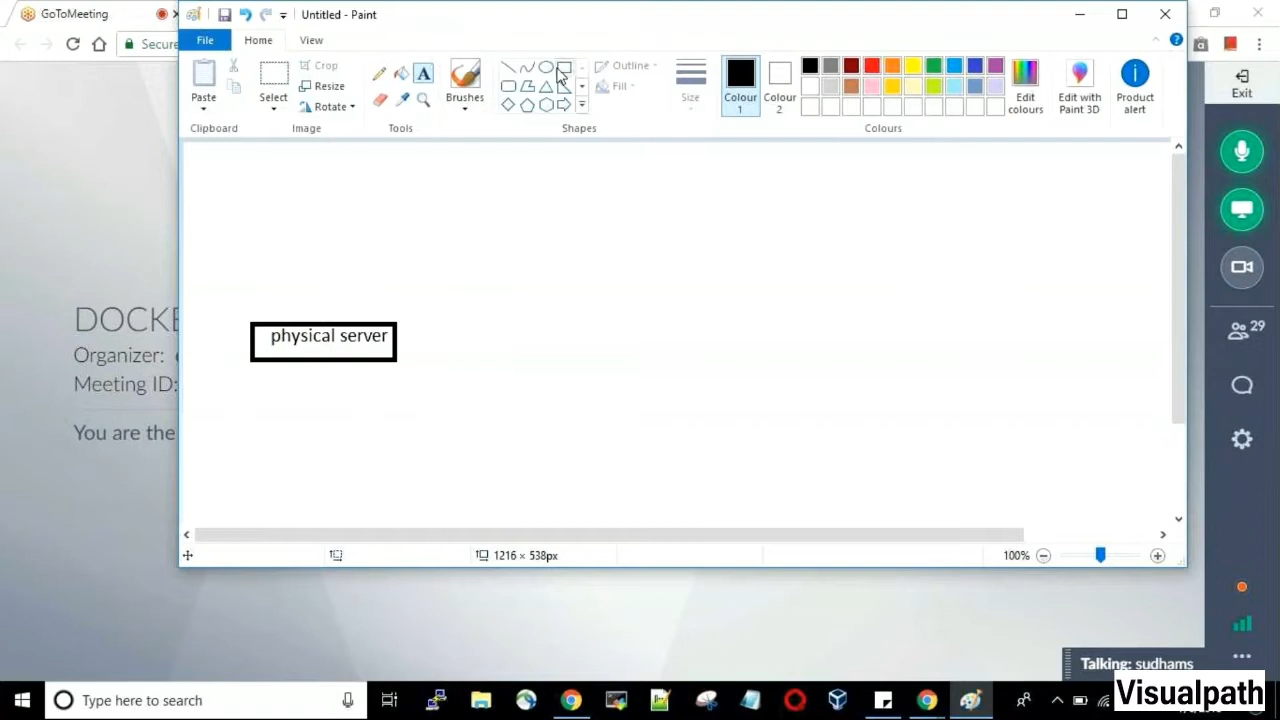 GoToMeeting
Untitled - Paint
Secure
File
Home
View
Paste
Select
Crop
Resize
Rotate
A
Brushes
Outline
Fill
Size
Colour
1
Colour
2
Edit
colours
Edit with
Paint 3D
Product
alert
Clipboard
Image
Tools
Shapes
Colours
Exit
physical server
DOCKE
Organizer:
Meeting ID:
You are the
29
1216 × 538px
100%
Talking: sudhams
Type here to search
Visualpath